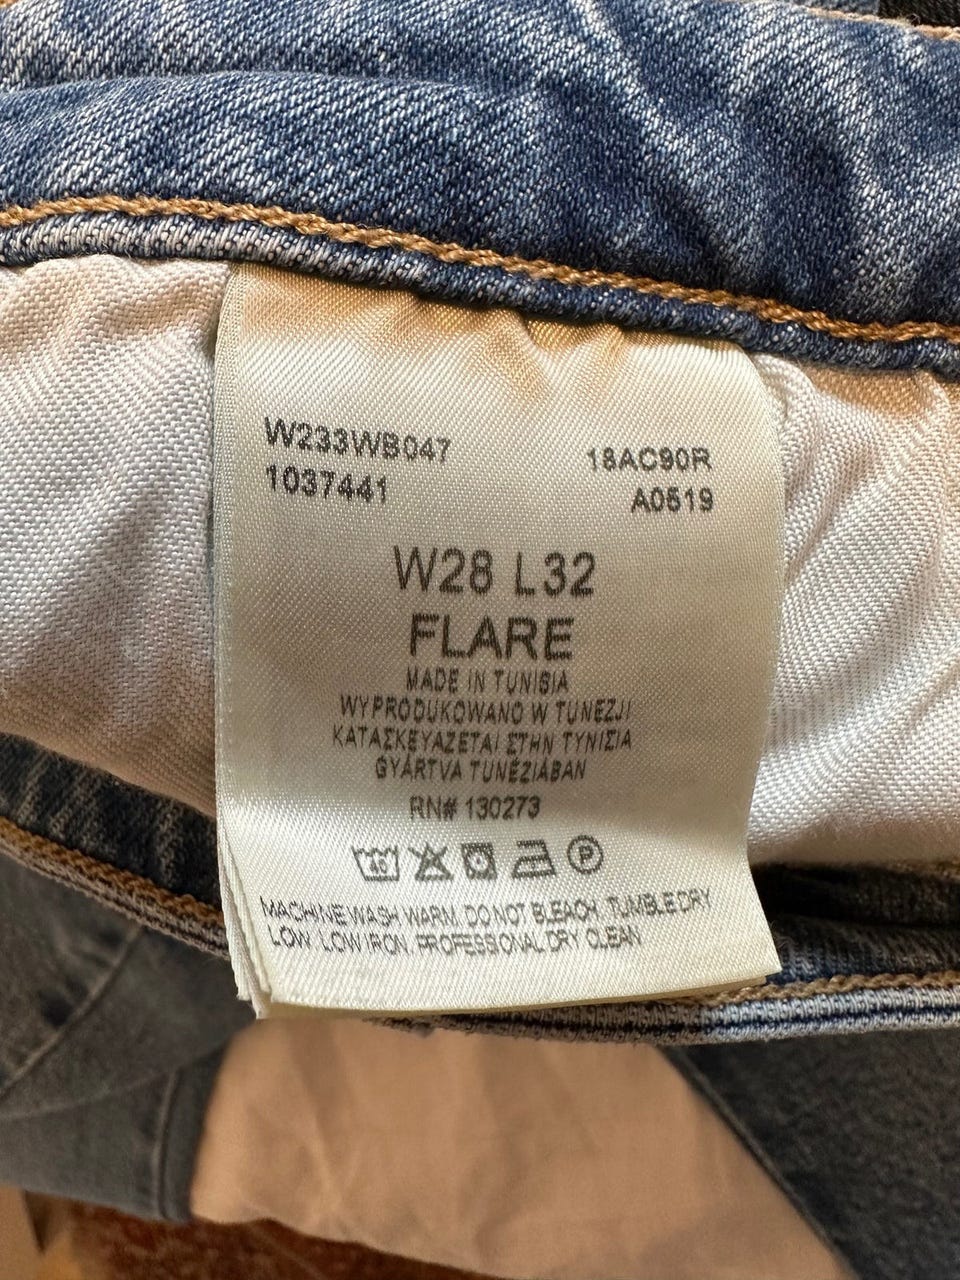 W233WB047
1037441
18AC90R
A0519
W28 L32
FLARE
MADE IN TUNISIA
WYPRODUKOWANO W TUNEZJI
ΚΑΤΑΣΚΕΥΑΖΕΤΑΙ ΣΤΗΝ ΤΥΝΙΣΙΑ
GYÁRTVA TUNÉZIÁBAN
RN# 130273
40 P
MACHINE WASH WARM. DO NOT BLEACH. TUMBLE DRY
LOW. LOW IRON. PROFESSIONAL DRY CLEAN